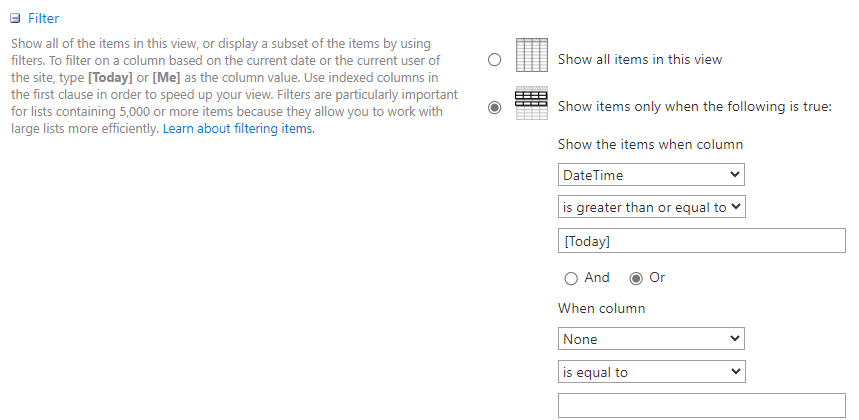 Filter
Show all of the items in this view, or display a subset of the items by using
filters. To filter on a column based on the current date or the current user of
the site, type [Today] or [Me] as the column value. Use indexed columns in
the first clause in order to speed up your view. Filters are particularly important
for lists containing 5,000 or more items because they allow you to work with
large lists more efficiently. Learn about filtering items.
Show all items in this view
Show items only when the following is true:
Show the items when column
DateTime
is greater than or equal to
[Today]
And Or
When column
None
is equal to